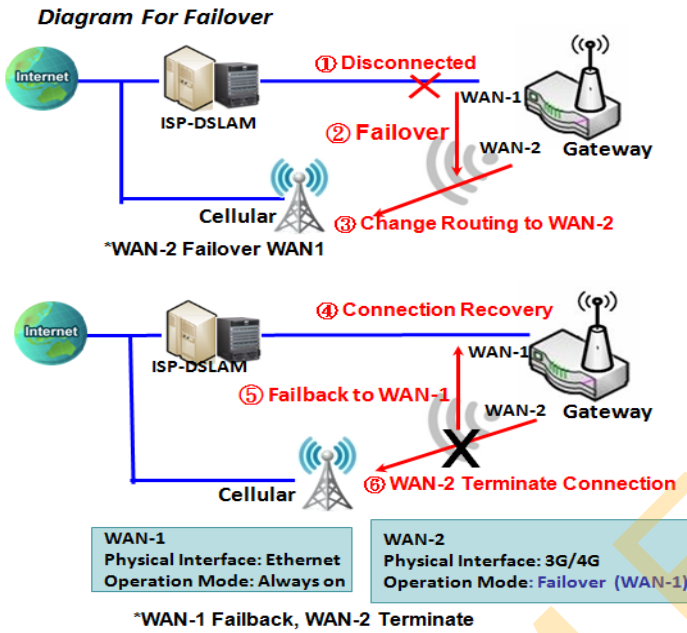 Diagram For Failover
Internet
① Disconnected
ISP-DSLAM
WAN-1
② Failover
WAN-2
Gateway
Cellular
③ Change Routing to WAN-2
*WAN-2 Failover WAN1
④ Connection Recovery
Internet
WAN-1
ISP-DSLAM
⑤ Failback to WAN-1
WAN-2
Gateway
⑥ WAN-2 Terminate Connection
Cellular
WAN-1
Physical Interface: Ethernet
Operation Mode: Always on
WAN-2
Physical Interface: 3G/4G
Operation Mode: Failover (WAN-1)
*WAN-1 Failback, WAN-2 Terminate